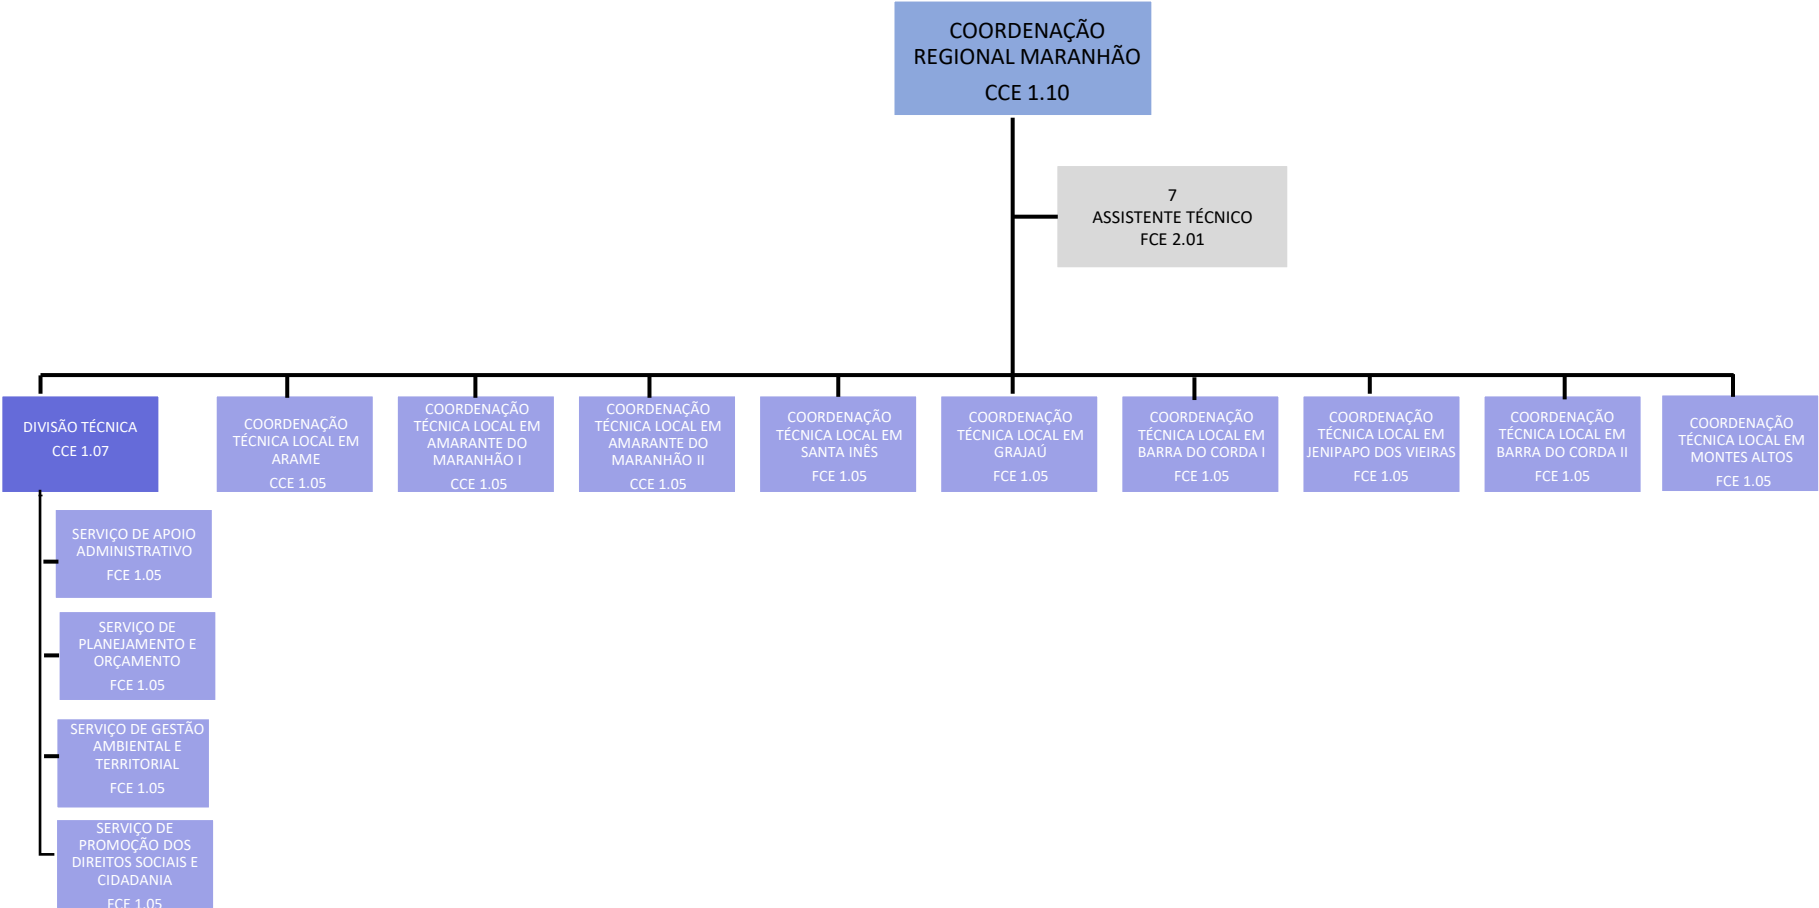 COORDENAÇÃO
REGIONAL MARANHÃO
CCE 1.10
7
ASSISTENTE TÉCNICO
FCE 2.01
DIVISÃO TÉCNICA
CCE 1.07
COORDENAÇÃO
TÉCNICA LOCAL EM
ARAME
CCE 1.05
COORDENAÇÃO
TÉCNICA LOCAL EM
AMARANTE DO
MARANHÃO I
CCE 1.05
COORDENAÇÃO
TÉCNICA LOCAL EM
AMARANTE DO
MARANHÃO II
CCE 1.05
COORDENAÇÃO
TÉCNICA LOCAL EM
SANTA INÊS
FCE 1.05
COORDENAÇÃO
TÉCNICA LOCAL EM
GRAJAÚ
FCE 1.05
COORDENAÇÃO
TÉCNICA LOCAL EM
BARRA DO CORDA I
FCE 1.05
COORDENAÇÃO
TÉCNICA LOCAL EM
JENIPAPO DOS VIEIRAS
FCE 1.05
COORDENAÇÃO
TÉCNICA LOCAL EM
BARRA DO CORDA II
FCE 1.05
COORDENAÇÃO
TÉCNICA LOCAL EM
MONTES ALTOS
FCE 1.05
SERVIÇO DE APOIO
ADMINISTRATIVO
FCE 1.05
SERVIÇO DE
PLANEJAMENTO E
ORÇAMENTO
FCE 1.05
SERVIÇO DE GESTÃO
AMBIENTAL E
TERRITORIAL
FCE 1.05
SERVIÇO DE
PROMOÇÃO DOS
DIREITOS SOCIAIS E
CIDADANIA
FCE 1.05